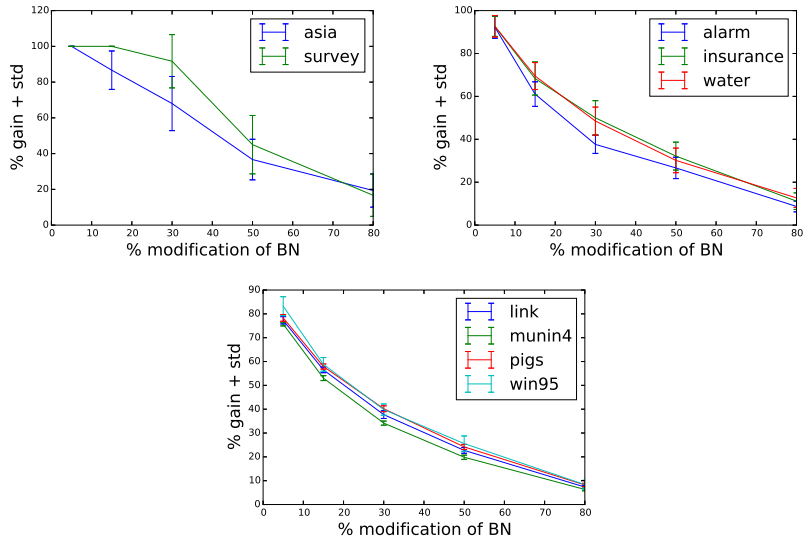 120
100
80
60
40
20
0
% gain + std
asia
survey
0 10 20 30 40 50 60 70 80
% modification of BN
100
80
60
40
20
0
% gain + std
alarm
insurance
water
0 10 20 30 40 50 60 70 80
% modification of BN
90
80
70
60
50
40
30
20
10
0
% gain + std
link
munin4
pigs
win95
0 10 20 30 40 50 60 70 80
% modification of BN